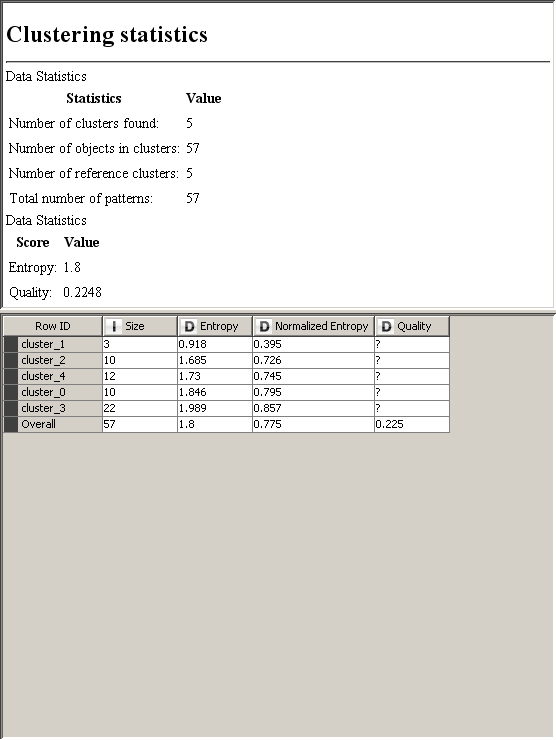 Clustering statistics
Data Statistics
Statistics Value
Number of clusters found: 5
Number of objects in clusters: 57
Number of reference clusters: 5
Total number of patterns: 57
Data Statistics
Score Value
Entropy: 1.8
Quality: 0.2248
Row ID I Size D Entropy D Normalized Entropy D Quality
cluster_1 3 0.918 0.395 ?
cluster_2 10 1.685 0.726 ?
cluster_4 12 1.73 0.745 ?
cluster_0 10 1.846 0.795 ?
cluster_3 22 1.989 0.857 ?
Overall 57 1.8 0.775 0.225